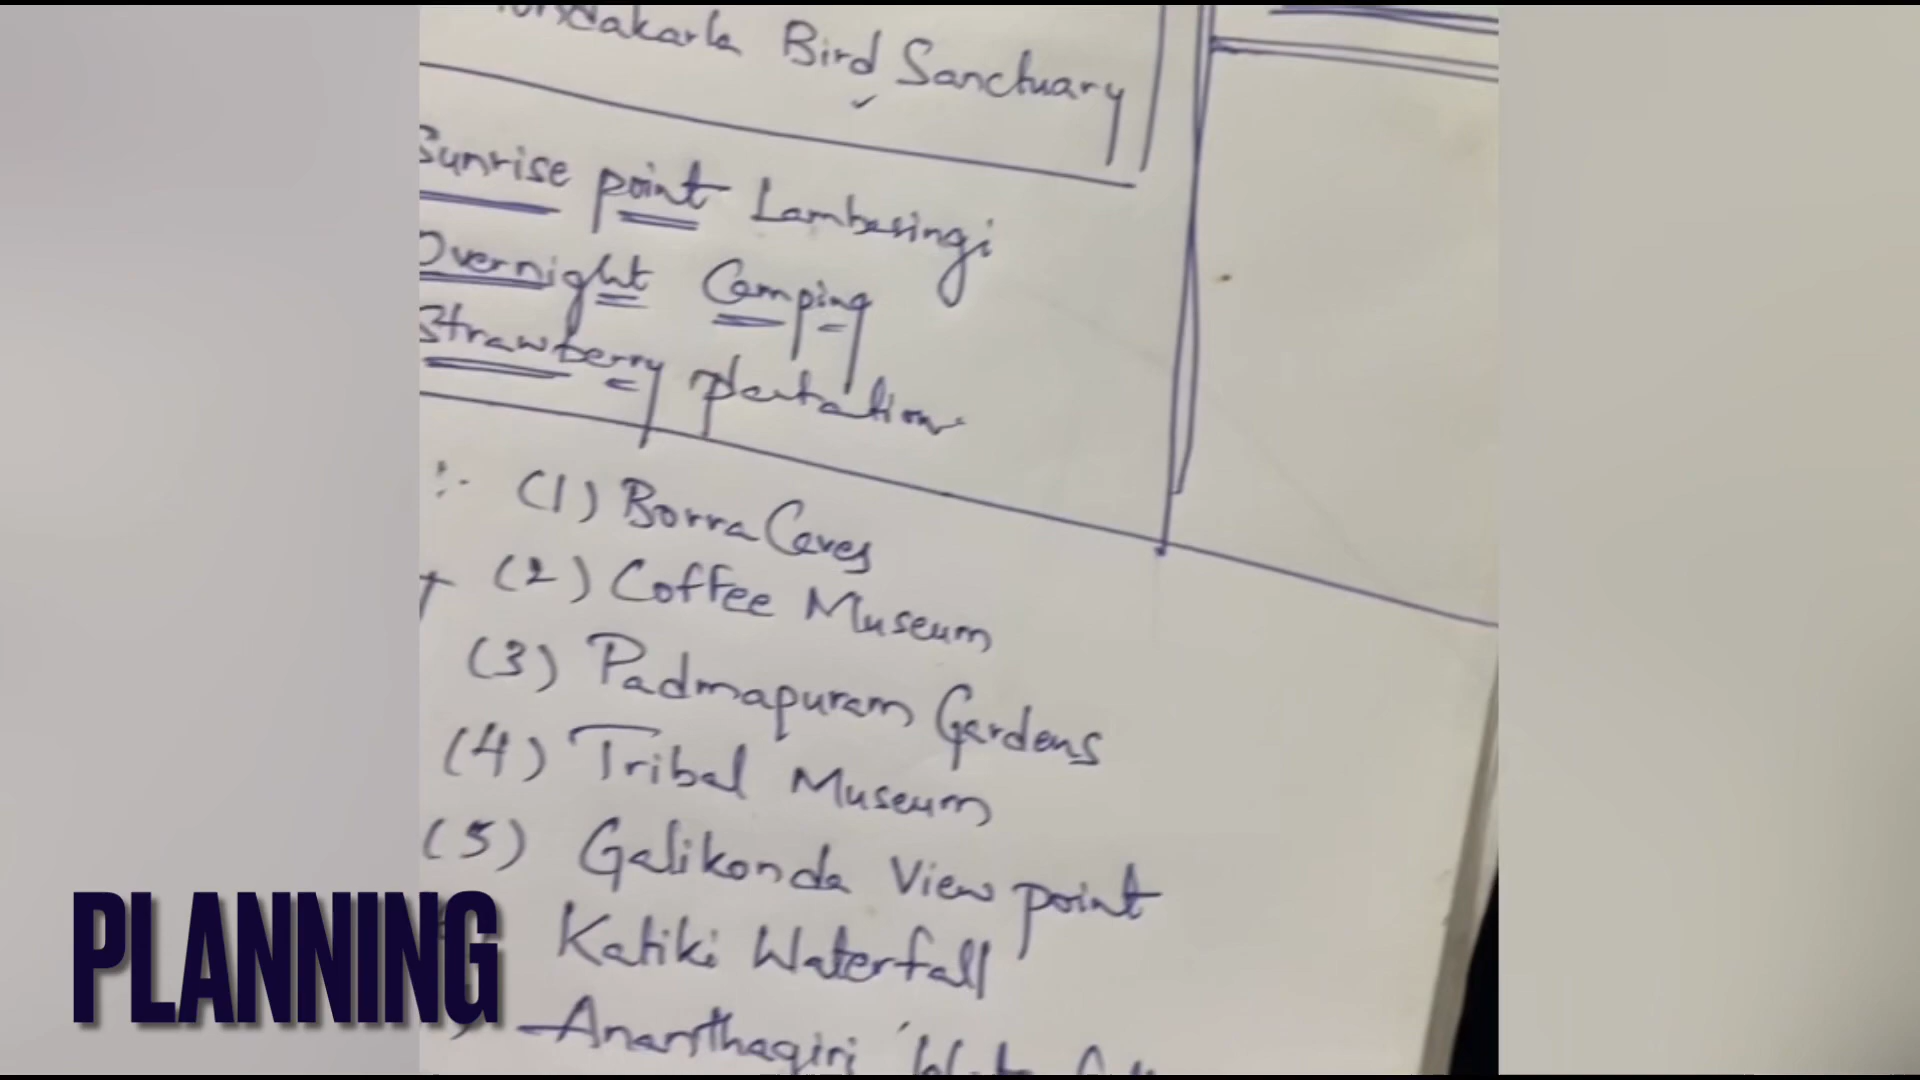 Bird Sanctuary
Sunrise point Lambasingi
Overnight Camping
Strawberry plantation
:- (1) Borra Caves
(2) Coffee Museum
(3) Padmapuram Gardens
(4) Tribal Museum
(5) Galikonda View point
Katiki Waterfall
Ananthagiri
PLANNING